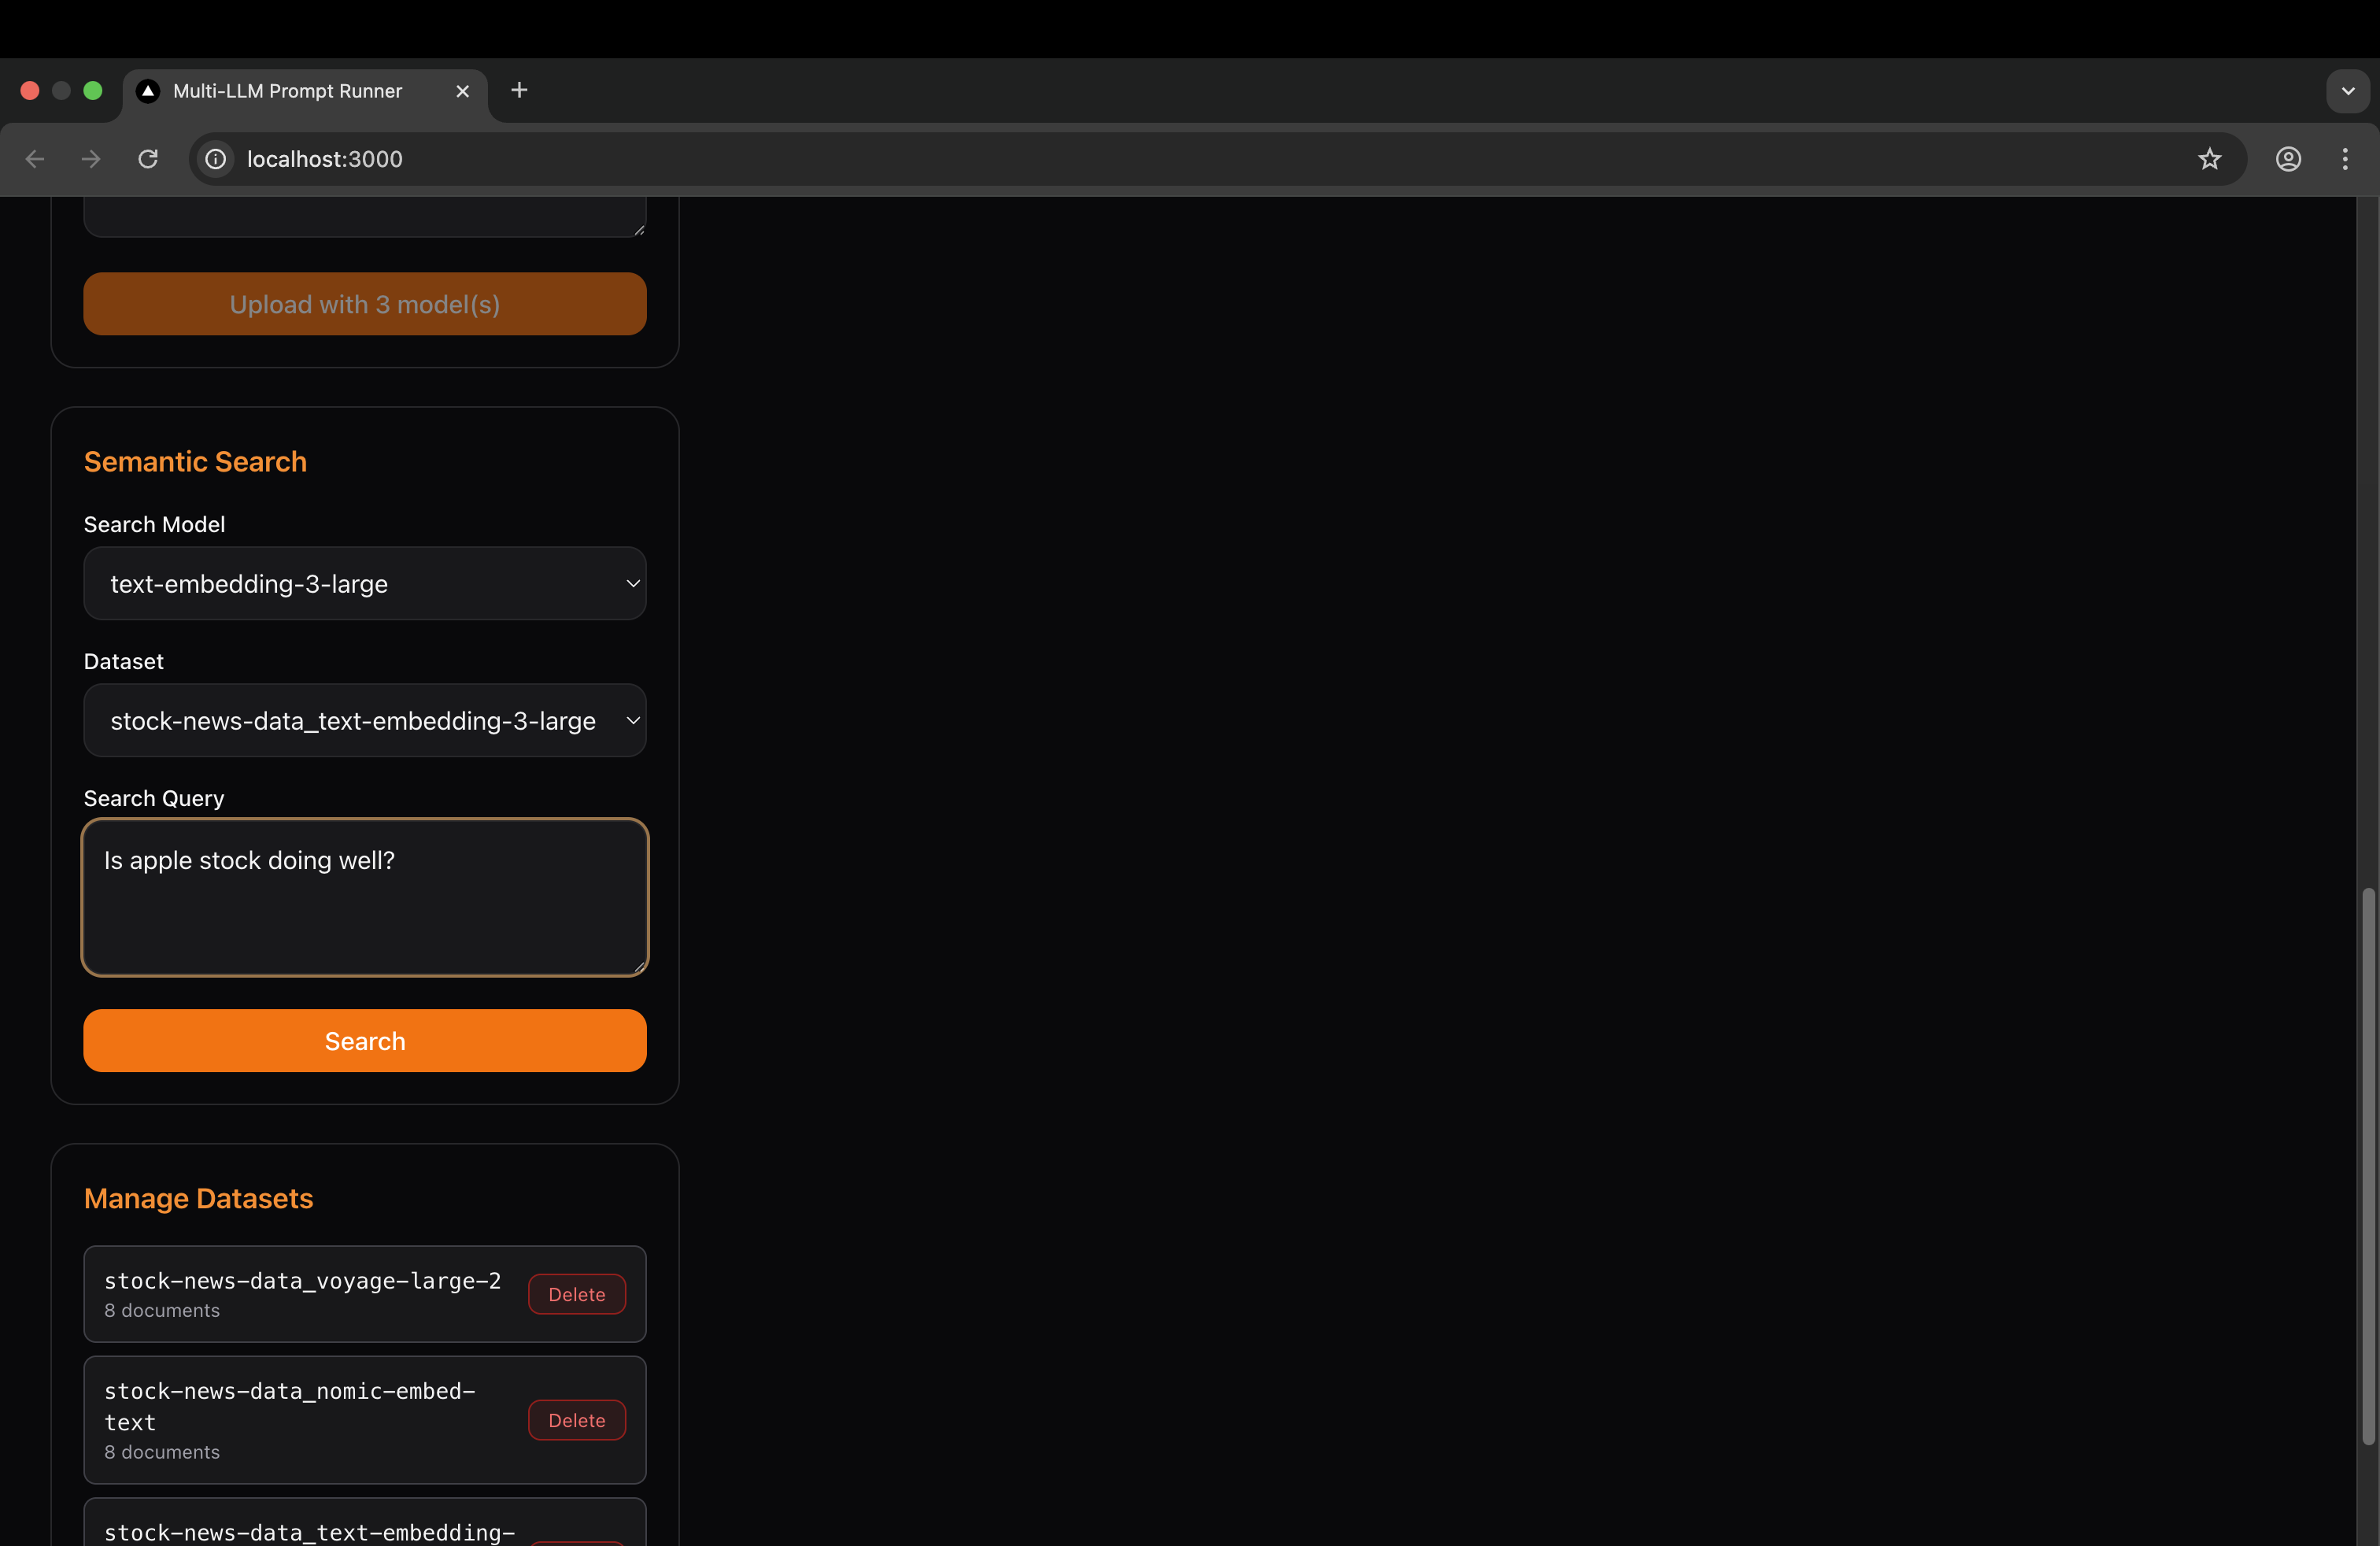 Multi-LLM Prompt Runner
localhost:3000
Upload with 3 model(s)
Semantic Search
Search Model
text-embedding-3-large
Dataset
stock-news-data_text-embedding-3-large
Search Query
Is apple stock doing well?
Search
Manage Datasets
stock-news-data_voyage-large-2
8 documents
Delete
stock-news-data_nomic-embed-
text
8 documents
Delete
stock-news-data_text-embedding-